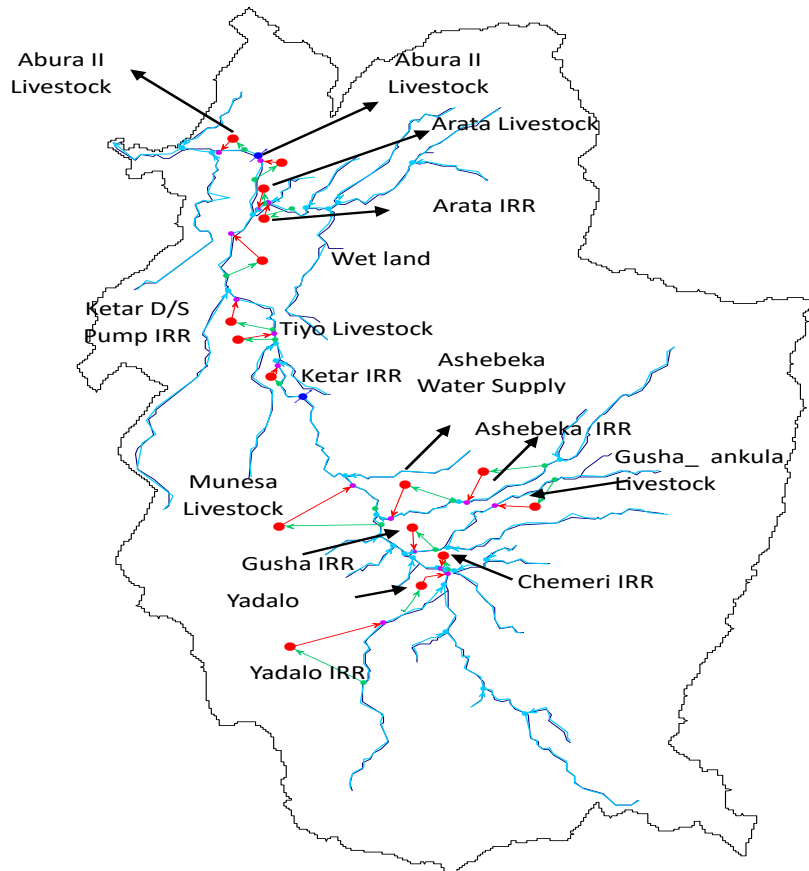 Abura II
Livestock
Abura II
Livestock
Arata Livestock
Arata IRR
Wet land
Ketar D/S
Pump IRR
Tiyo Livestock
Ketar IRR
Ashebeka
Water Supply
Ashebeka IRR
Gusha_ ankula
Livestock
Munesa
Livestock
Gusha IRR
Chemeri IRR
Yadalo
Yadalo IRR